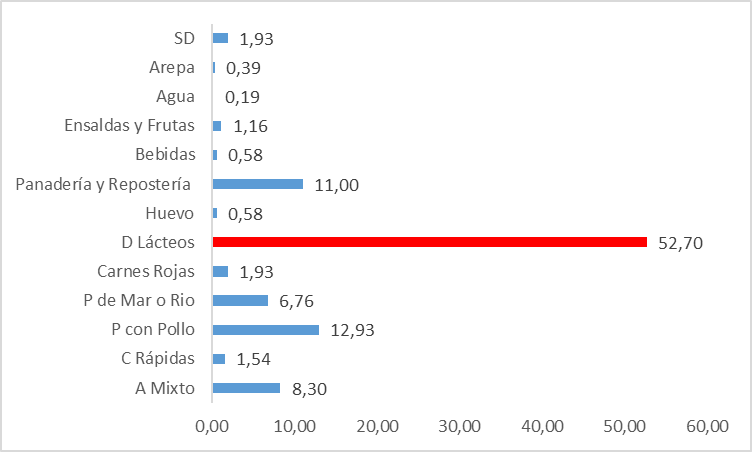 SD 1,93
Arepa 0,39
Agua 0,19
Ensaldas y Frutas 1,16
Bebidas 0,58
Panadería y Repostería 11,00
Huevo 0,58
D Lácteos 52,70
Carnes Rojas 1,93
P de Mar o Rio 6,76
P con Pollo 12,93
C Rápidas 1,54
A Mixto 8,30
0,00 10,00 20,00 30,00 40,00 50,00 60,00